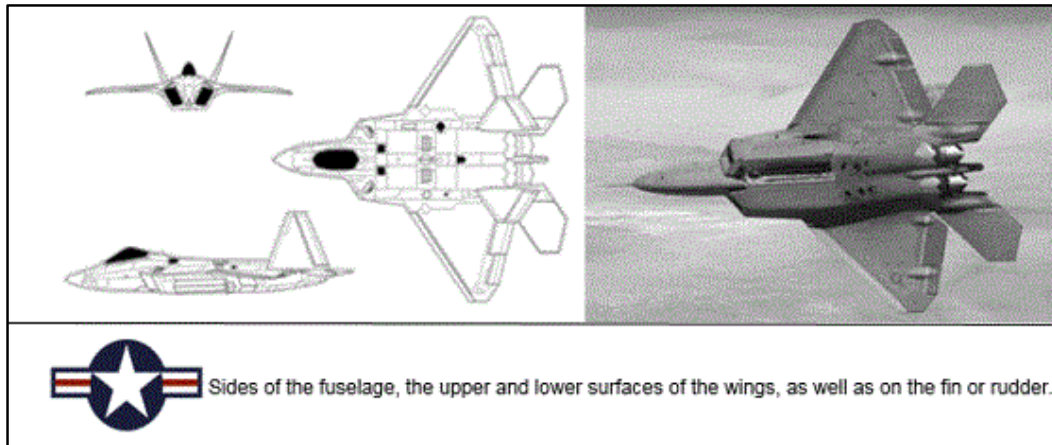 Sides of the fuselage, the upper and lower surfaces of the wings, as well as on the fin or rudder.